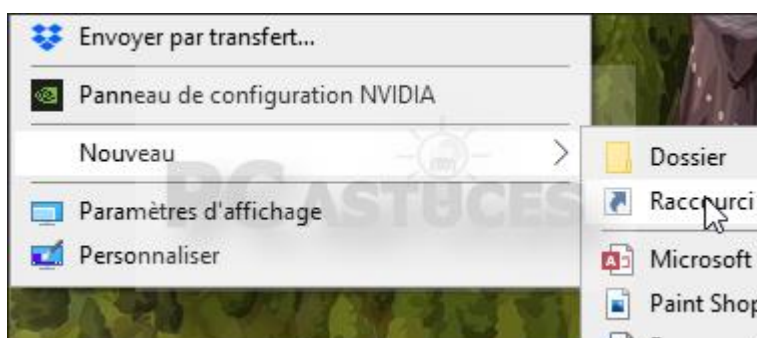 Envoyer par transfert...
Panneau de configuration NVIDIA
Nouveau
Paramètres d'affichage
Personnaliser
Dossier
Raccourci
Microsoft
Paint Shop
PC ASTUCES